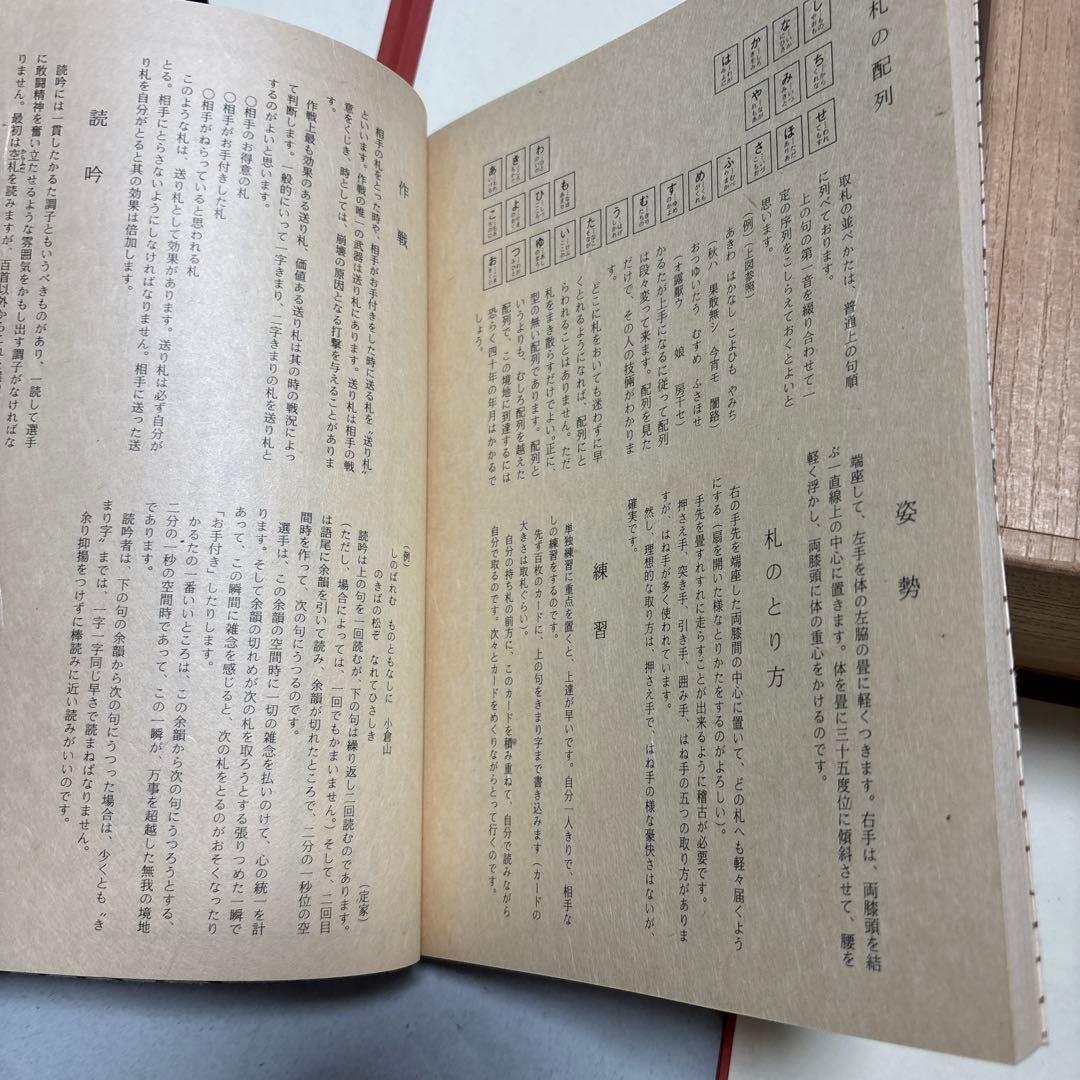 札の配列
取札の並べかたは、普通上の句順
に列べております。
上の句の第一音を綴り合わせて一
定の序列をこしらえておくとよいと
思います。
（例）（上図参照）
あきわ はかなし こよひも やみち
（秋ハ 果敢無シ 今宵モ 闇路）
おつゆいたう むすめ ふさほせ
（オ露厭ウ 娘 房干セ）
かるたが上手になるに従って配列
は段々変って来ます。配列を見た
だけで、その人の技倆がわかりま
す。
どこに札をおいても迷わずに早
くとれるようになれば、配列にと
らわれることはありません。ただ
札をまき散らすだけでよい。正に、
型の無い配列であります。配列と
いうよりも、むしろ配列を越えた
配列で、この境地に到達するには
恐らく四十年の年月はかかるで
しょう。
し な か は
ち み や
せ ほ さ ふ め す む う た い ゆ つ お
わ き あ
も ひ よ こ
姿勢
端座して、左手を体の左脇の畳に軽くつきます。右手は、両膝頭を結
ぶ一直線上の中心に置きます。体を畳に三十五度位に傾斜させて、腰を
軽く浮かし、両膝頭に体の重心をかけるのです。
札のとり方
右の手先を端座した両膝間の中心に置いて、どの札へも軽々届くよう
にする（扇を開いた様なとりかたをするのがよろしい）。
手先を畳すれすれに走らすことが出来るように稽古が必要です。
押さえ手、突き手、引き手、囲み手、はね手の五つの取り方がありま
すが、はね手が多く使われています。
然し、理想的な取り方は、押さえ手で、はね手の様な豪快さはないが、
確実です。
練習
単独練習に重点を置くと、上達が早いです。自分一人きりで、相手な
しの練習をするのです。
先ず百枚のカードに、上の句をきまり字まで書き込みます（カードの
大きさは取札ぐらい）。
自分の持ち札の前方に、このカードを積み重ねて、自分で読みながら
自分で取るのです。次々とカードをめくりながらとって行くのです。
作戦
相手の札をとった時や、相手がお付きをした時に送る札を〝送り札〟
といいます。作戦の唯一の武器は送り札にあります。送り札は相手の戦
意をくじき、時としては、崩壊の原因となる打撃を与えることがありま
す。
作戦上最も効果のある送り札、価値ある送り札は其の時の戦況によっ
て判断します。一般的にいって一字きまり、二字きまりの札を送り札と
するのがよいと思います。
○相手のお得意の札
○相手がお手付きした札
○相手がねらっていると思われる札
このような札は、送り札として効果があります。送り札は必ず自分が
とる。相手にとらさないようにしなければなりません。相手に送った送
り札を自分がとると其の効果は倍加します。
読吟
読吟には一貫したかるた調子ともいうべきものがあり、一読して選手
に敢闘精神を奮い立たせるような雰囲気をかもし出す調子がなければな
りません。最初は空札を読みますが、百首以外から
（例）
しのばれむ ものともなしに 小倉山
のきばの松ぞ なれてひさしき （定家）
読吟は上の句を一回読むが、下の句は繰り返し二回読むのであります。
（ただし、場合によっては、一回でもかまいません。）そして、二回目
は語尾に余韻を引いて読み、余韻が切れたところで、二分の一秒位の空
間時を作って、次の句にうつるのです。
選手は、この余韻の空間時に一切の雑念を払いのけて、心の統一を計
ります。そして余韻の切れめが次の札を取ろうとする張りつめた一瞬で
あって、この瞬間に雑念を感じると、次の札をとるのがおそくなったり
「お手付き」したりします。
かるたの一番いいところは、この余韻から次の句にうつろうとする、
二分の一秒の空間時であって、この一瞬が、万事を超越した無我の境地
であります。
読吟者は、下の句の余韻から次の句にうつった場合は、少くとも〝き
まり字〟までは、一字一字同じ早さで読まねばなりません。
余り抑揚をつけずに棒読みに近い読みがいいのです。